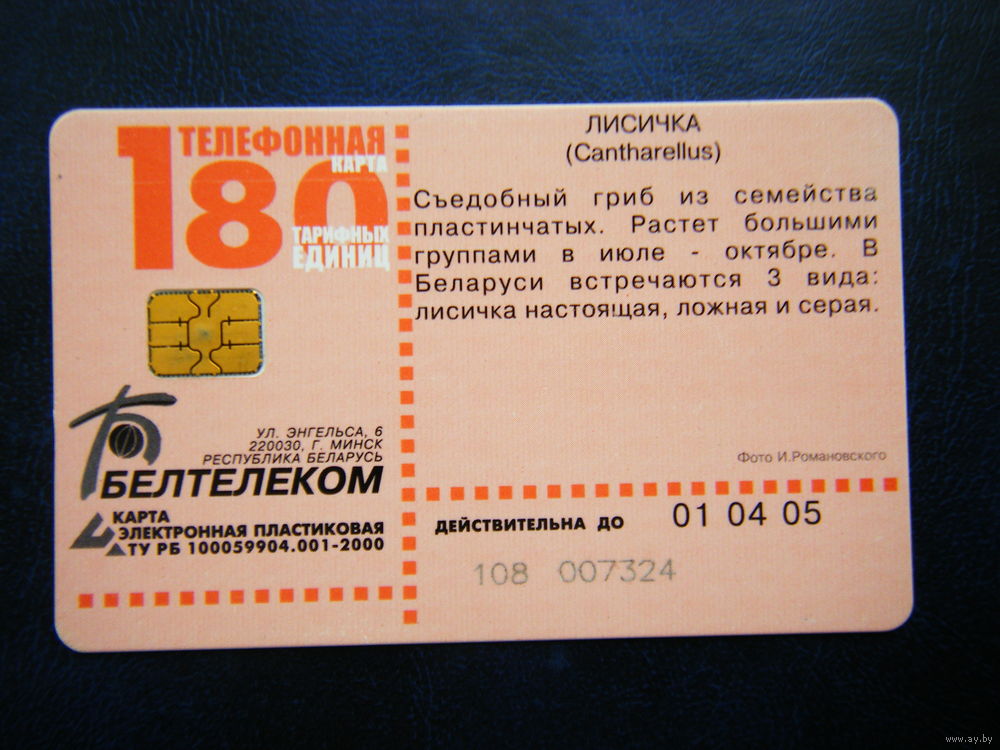 ТЕЛЕФОННАЯ
КАРТА
180
ТАРИФНЫХ
ЕДИНИЦ
ЛИСИЧКА
(Cantharellus)
Съедобный гриб из семейства
пластинчатых. Растет большими
группами в июле - октябре. В
Беларуси встречаются 3 вида:
лисичка настоящая, ложная и серая.
Фото И.Романовского
УЛ. ЭНГЕЛЬСА, 6
220030, Г. МИНСК
РЕСПУБЛИКА БЕЛАРУСЬ
БЕЛТЕЛЕКОМ
КАРТА
ЭЛЕКТРОННАЯ ПЛАСТИКОВАЯ
ТУ РБ 100059904.001-2000
ДЕЙСТВИТЕЛЬНА ДО 01 04 05
108 007324
www.ay.by